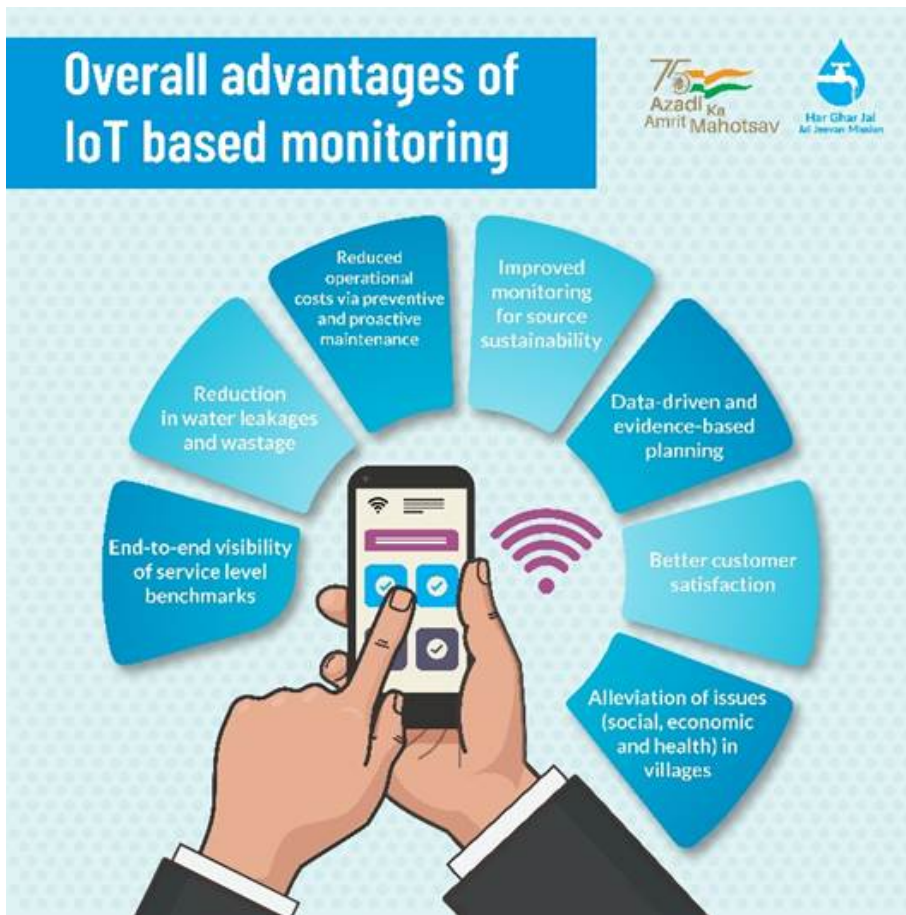 Overall advantages of
IoT based monitoring
75
Azadi Ka
Amrit Mahotsav
Har Ghar Jal
Jal Jeevan Mission
End-to-end visibility
of service level
benchmarks
Reduction
in water leakages
and wastage
Reduced
operational
costs via preventive
and proactive
maintenance
Improved
monitoring
for source
sustainability
Data-driven and
evidence-based
planning
Better customer
satisfaction
Alleviation of issues
(social, economic
and health) in
villages